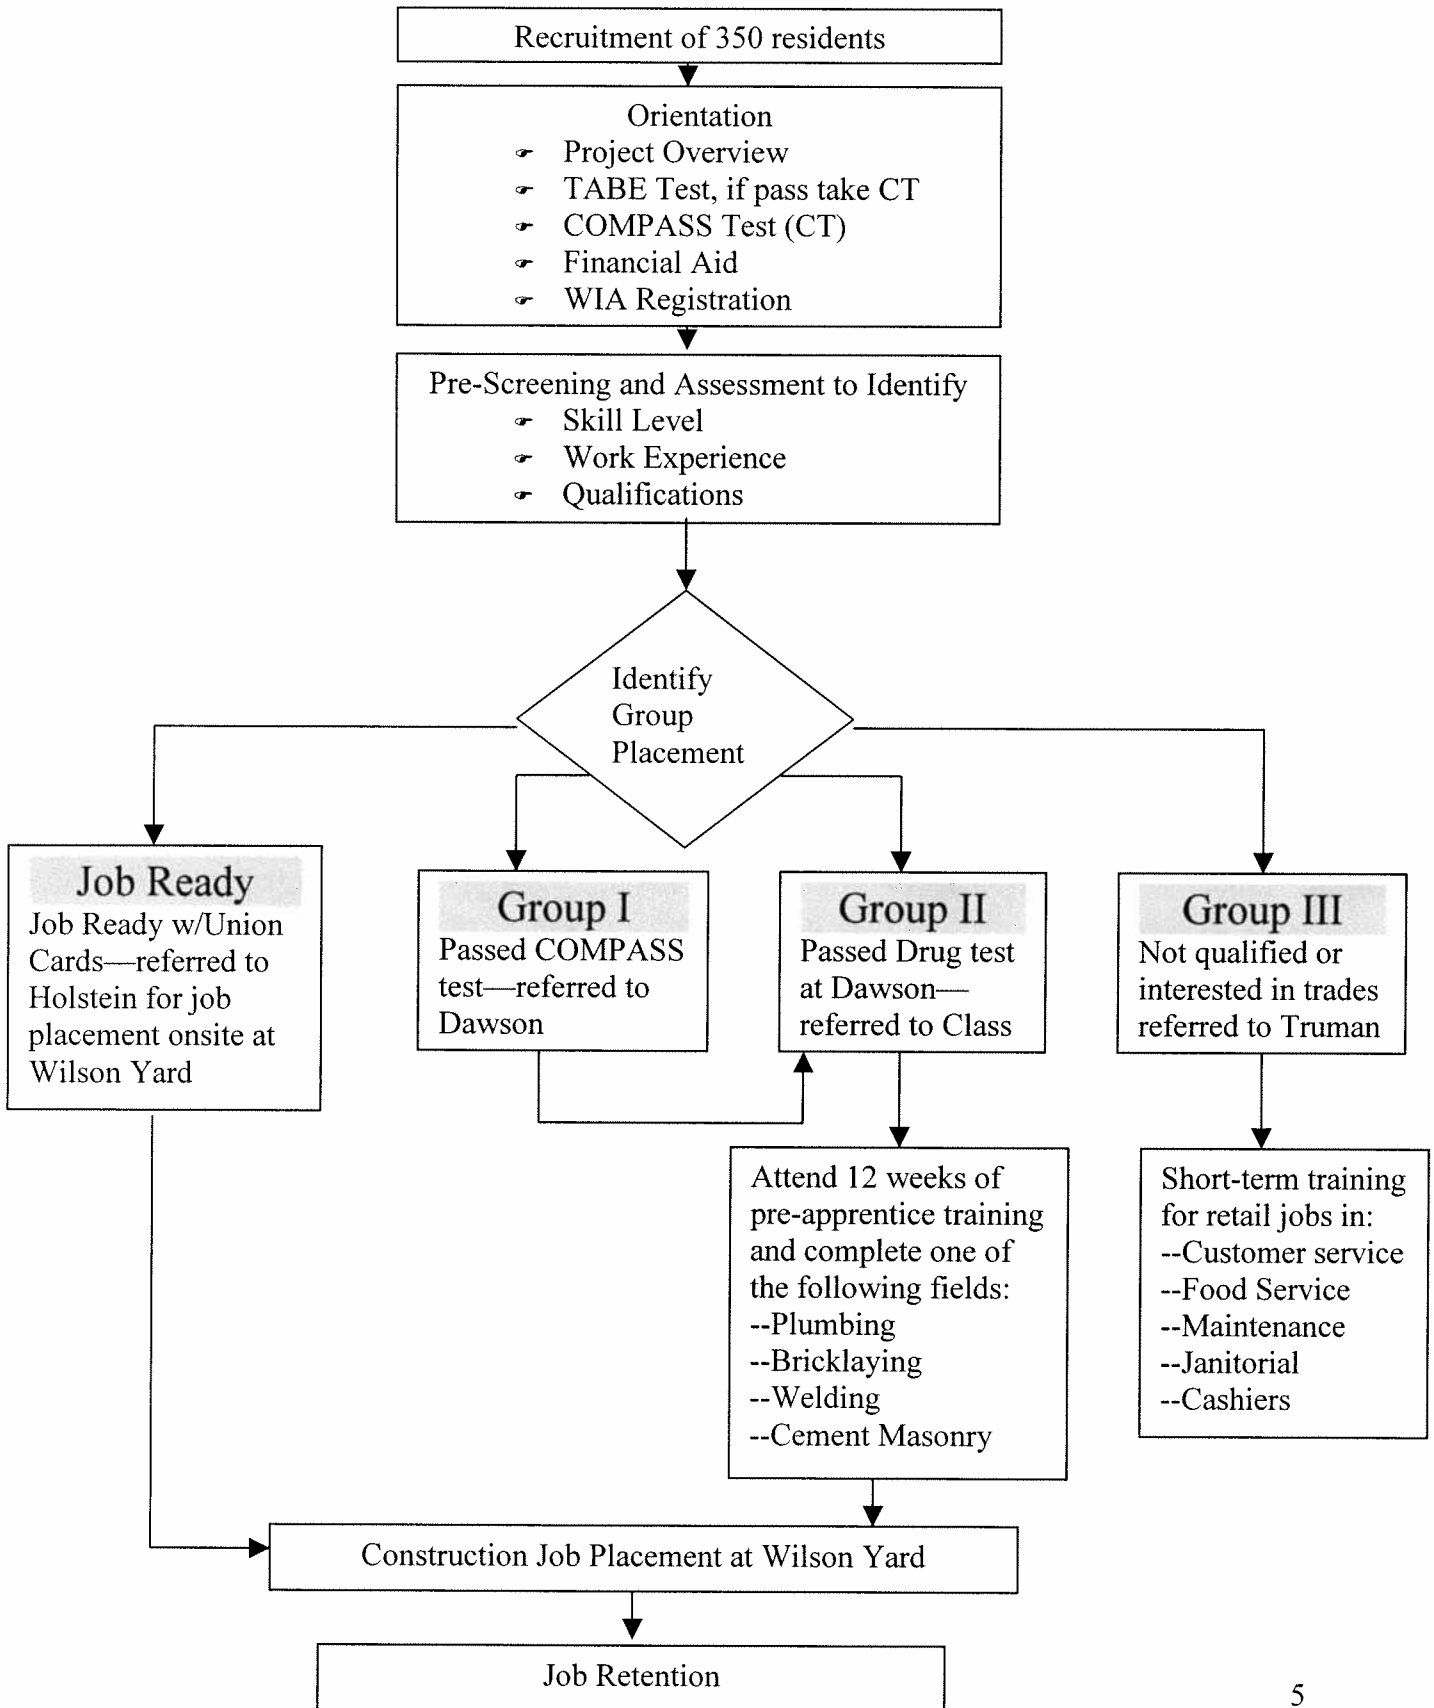 Recruitment of 350 residents
Orientation
☞ Project Overview
☞ TABE Test, if pass take CT
☞ COMPASS Test (CT)
☞ Financial Aid
☞ WIA Registration
Pre-Screening and Assessment to Identify
☞ Skill Level
☞ Work Experience
☞ Qualifications
Identify
Group
Placement
Job Ready
Job Ready w/Union
Cards—referred to
Holstein for job
placement onsite at
Wilson Yard
Group I
Passed COMPASS
test—referred to
Dawson
Group II
Passed Drug test
at Dawson—
referred to Class
Group III
Not qualified or
interested in trades
referred to Truman
Attend 12 weeks of
pre-apprentice training
and complete one of
the following fields:
--Plumbing
--Bricklaying
--Welding
--Cement Masonry
Short-term training
for retail jobs in:
--Customer service
--Food Service
--Maintenance
--Janitorial
--Cashiers
Construction Job Placement at Wilson Yard
Job Retention
5